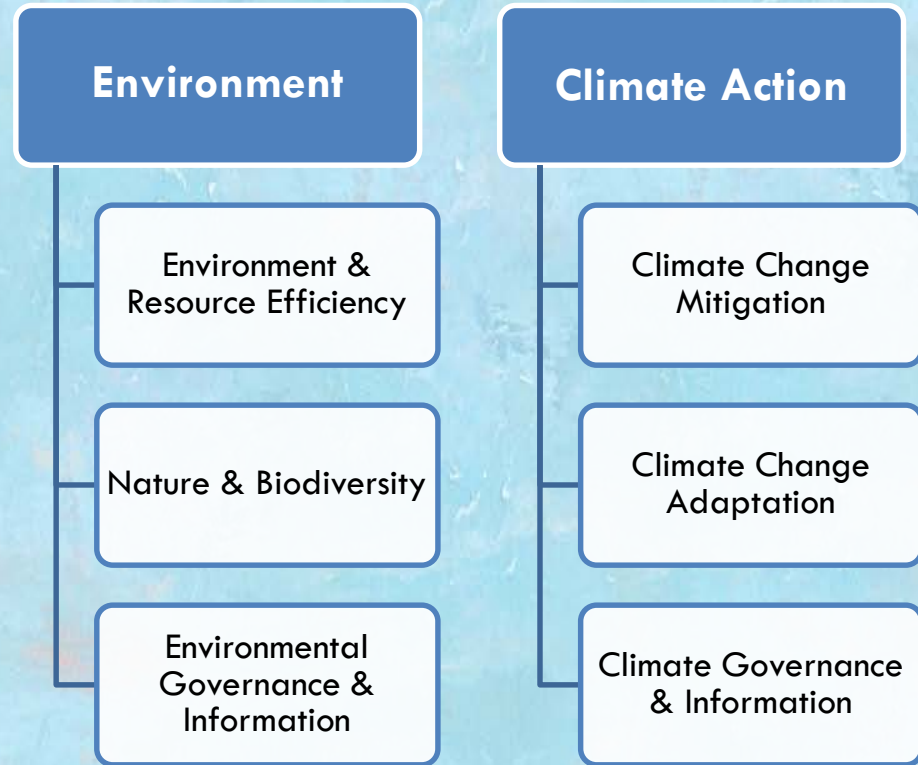 Environment
Environment &
Resource Efficiency
Nature & Biodiversity
Environmental
Governance &
Information
Climate Action
Climate Change
Mitigation
Climate Change
Adaptation
Climate Governance
& Information